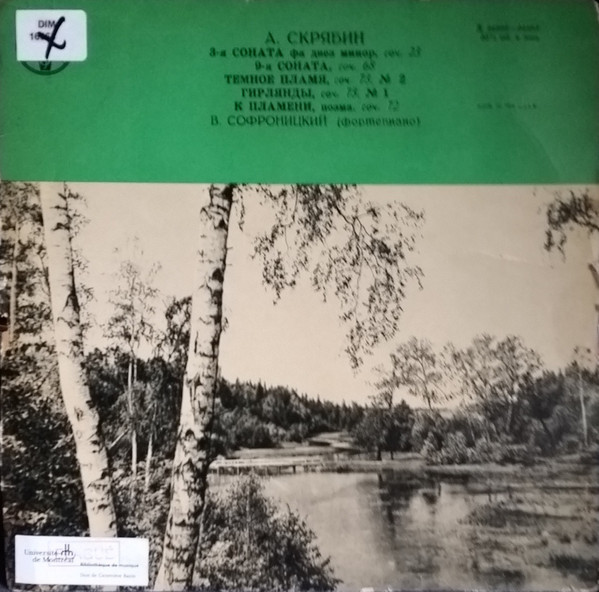 DIM
А. СКРЯБИН
3-я СОНАТА фа диез минор, соч. 23
9-я СОНАТА, соч. 68
ТЕМНОЕ ПЛАМЯ, соч. 73, № 2
ГИРЛЯНДЫ, соч. 73, № 1
К ПЛАМЕНИ, поэма, соч. 72
В. СОФРОНИЦКИЙ (фортепиано)
Université
de Montréal
Bibliothèque de musique